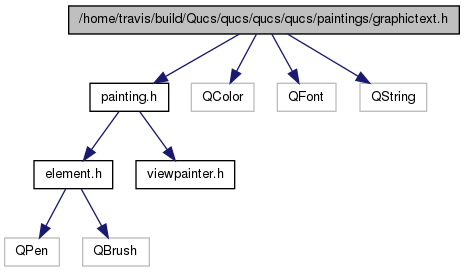 /home/travis/build/Qucs/qucs/qucs/qucs/paintings/graphictext.h
painting.h
QColor
QFont
QString
element.h
viewpainter.h
QPen
QBrush